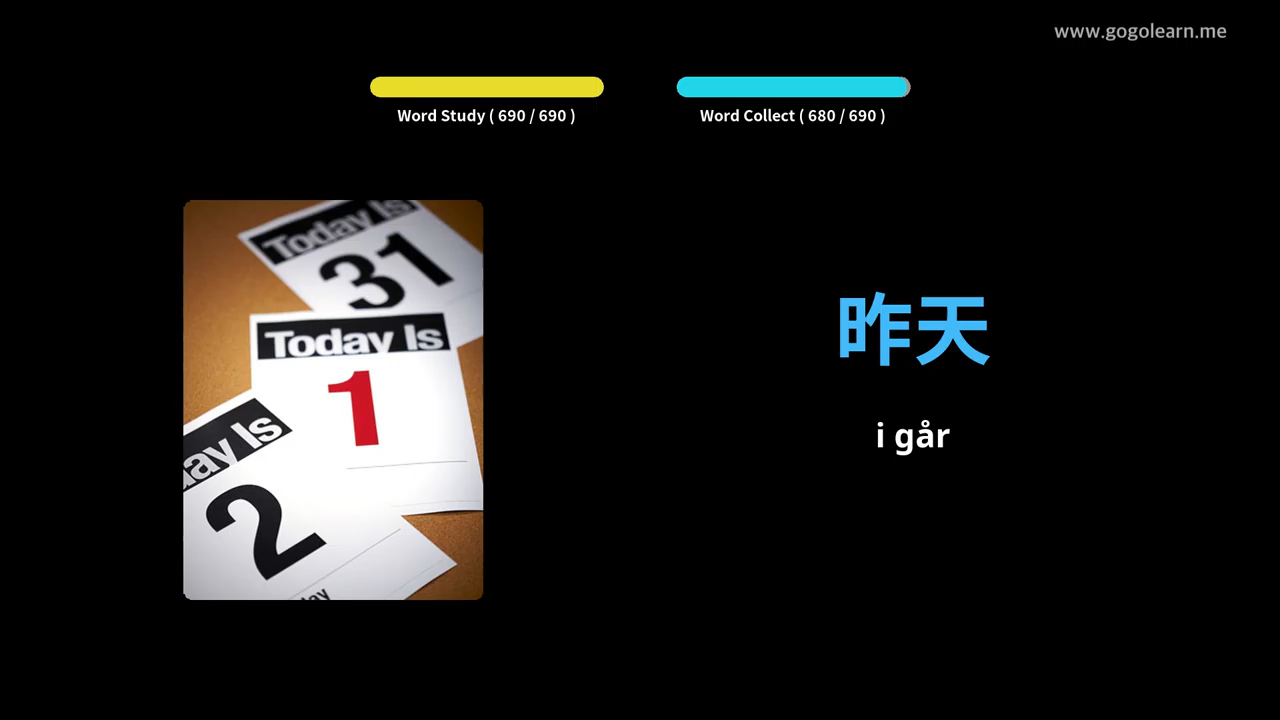 www.gogolearn.me
Word Study ( 690 / 690 )
Word Collect ( 680 / 690 )
Today Is
31
Today Is
1
ay Is
2
昨天
i går